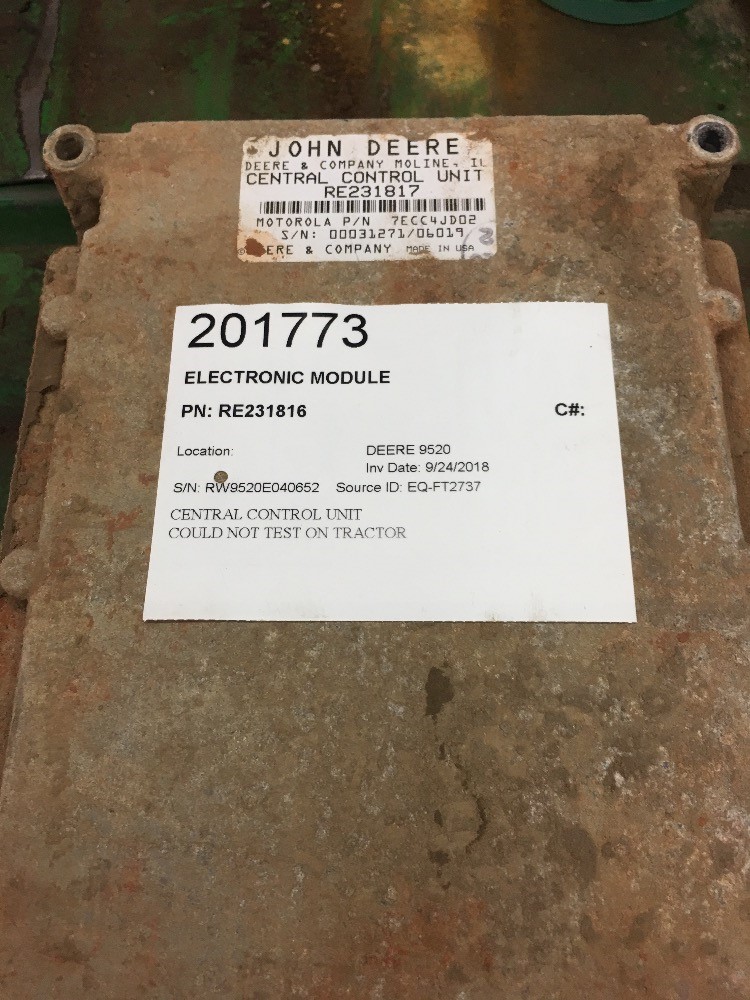 JOHN DEERE
DEERE & COMPANY MOLINE, IL
CENTRAL CONTROL UNIT
RE231817
MOTOROLA P/N 7ECC4JD02
S/N: 00031271/06019
© DEERE & COMPANY MADE IN USA
201773
ELECTRONIC MODULE
PN: RE231816 C#:
Location: DEERE 9520
Inv Date: 9/24/2018
S/N: RW9520E040652 Source ID: EQ-FT2737
CENTRAL CONTROL UNIT
COULD NOT TEST ON TRACTOR